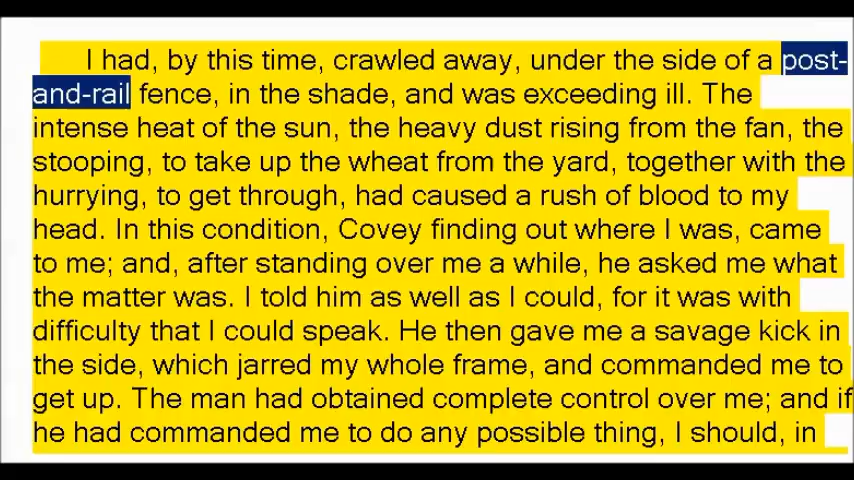 I had, by this time, crawled away, under the side of a post-
and-rail fence, in the shade, and was exceeding ill. The
intense heat of the sun, the heavy dust rising from the fan, the
stooping, to take up the wheat from the yard, together with the
hurrying, to get through, had caused a rush of blood to my
head. In this condition, Covey finding out where I was, came
to me; and, after standing over me a while, he asked me what
the matter was. I told him as well as I could, for it was with
difficulty that I could speak. He then gave me a savage kick in
the side, which jarred my whole frame, and commanded me to
get up. The man had obtained complete control over me; and if
he had commanded me to do any possible thing, I should, in